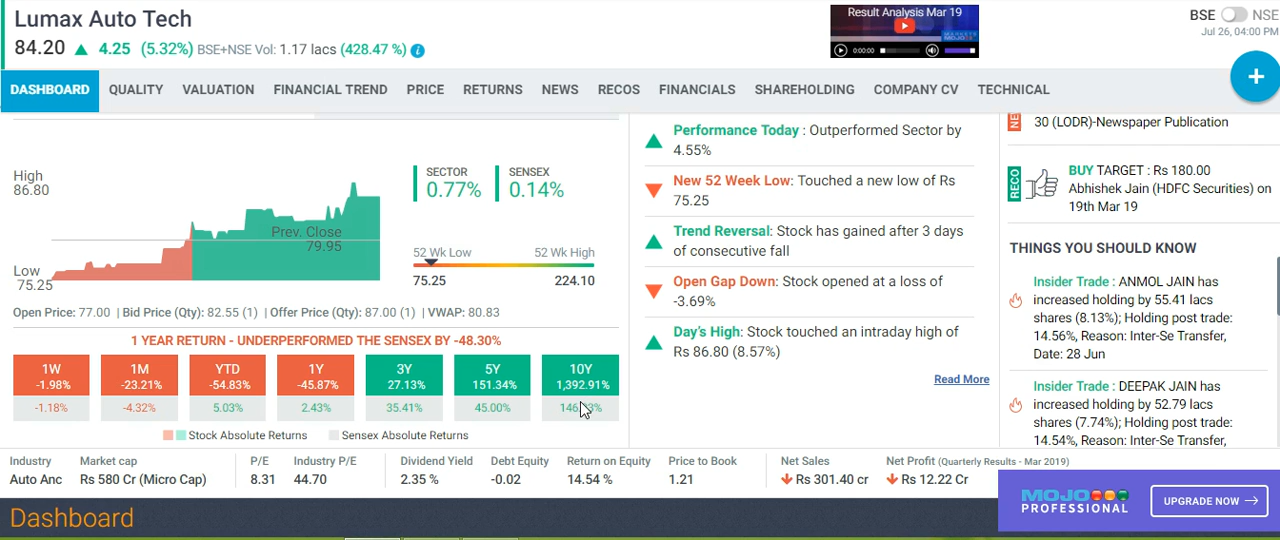 Lumax Auto Tech
84.20 4.25 (5.32%) BSE+NSE Vol: 1.17 lacs (428.47 %) i
Result Analysis Mar 19
MARKETS MOJO
0:00:00
BSE NSE
Jul 26, 04:00 PM
DASHBOARD QUALITY VALUATION FINANCIAL TREND PRICE RETURNS NEWS RECOS FINANCIALS SHAREHOLDING COMPANY CV TECHNICAL
High
86.80
Prev. Close
79.95
Low
75.25
SECTOR
0.77%
SENSEX
0.14%
52 Wk Low 52 Wk High
75.25 224.10
Open Price: 77.00 | Bid Price (Qty): 82.55 (1) | Offer Price (Qty): 87.00 (1) | VWAP: 80.83
1 YEAR RETURN - UNDERPERFORMED THE SENSEX BY -48.30%
1W 1M YTD 1Y 3Y 5Y 10Y
-1.98% -23.21% -54.83% -45.87% 27.13% 151.34% 1,392.91%
-1.18% -4.32% 5.03% 2.43% 35.41% 45.00%
Stock Absolute Returns Sensex Absolute Returns
Performance Today : Outperformed Sector by
4.55%
New 52 Week Low: Touched a new low of Rs
75.25
Trend Reversal: Stock has gained after 3 days
of consecutive fall
Open Gap Down: Stock opened at a loss of
-3.69%
Day's High: Stock touched an intraday high of
Rs 86.80 (8.57%)
Read More
30 (LODR)-Newspaper Publication
RECO
BUY TARGET : Rs 180.00
Abhishek Jain (HDFC Securities) on
19th Mar 19
THINGS YOU SHOULD KNOW
Insider Trade : ANMOL JAIN has
increased holding by 55.41 lacs
shares (8.13%); Holding post trade:
14.56%, Reason: Inter-Se Transfer,
Date: 28 Jun
Insider Trade : DEEPAK JAIN has
increased holding by 52.79 lacs
shares (7.74%); Holding post trade:
14.54%, Reason: Inter-Se Transfer,
Industry Market cap P/E Industry P/E Dividend Yield Debt Equity Return on Equity Price to Book Net Sales Net Profit (Quarterly Results - Mar 2019)
Auto Anc Rs 580 Cr (Micro Cap) 8.31 44.70 2.35 % -0.02 14.54 % 1.21 Rs 301.40 cr Rs 12.22 Cr
Dashboard
MOJO
PROFESSIONAL
UPGRADE NOW